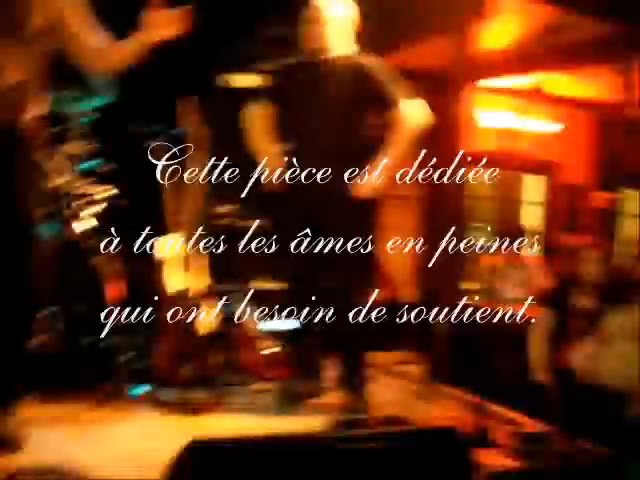 Cette pièce est dédiée
à toutes les âmes en peines
qui ont besoin de soutient.